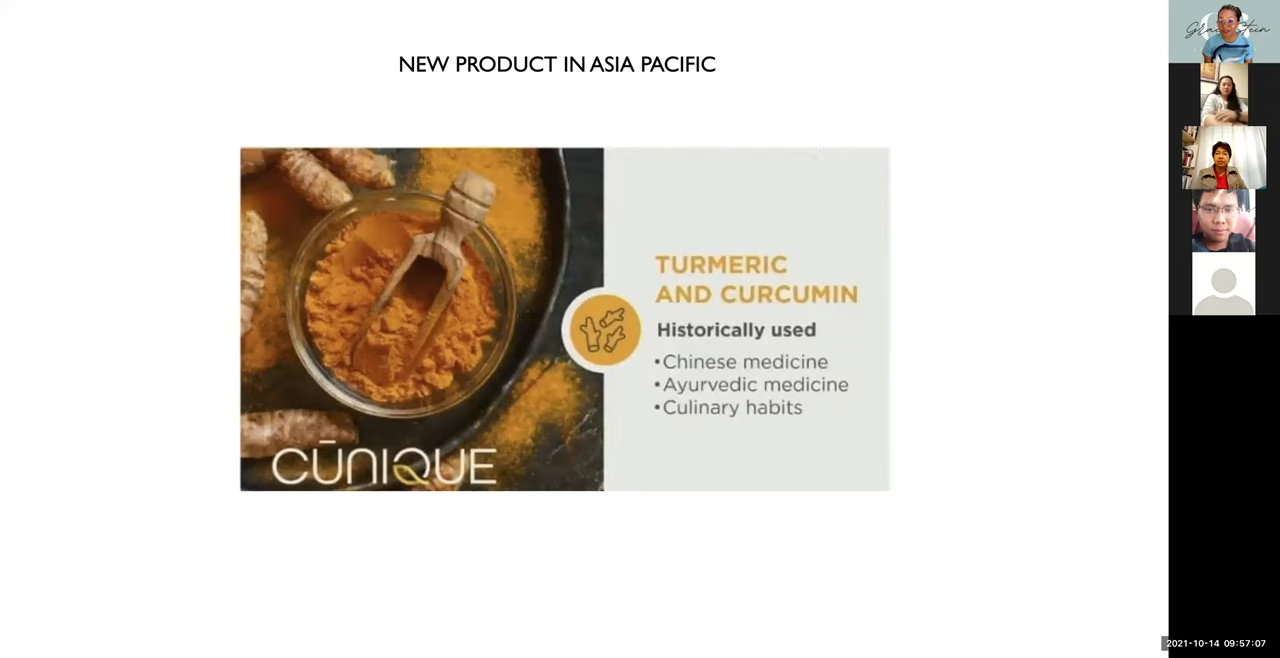 NEW PRODUCT IN ASIA PACIFIC
TURMERIC
AND CURCUMIN
Historically used
•Chinese medicine
•Ayurvedic medicine
•Culinary habits
CŪNIQUE
2021-10-14 09:57:07